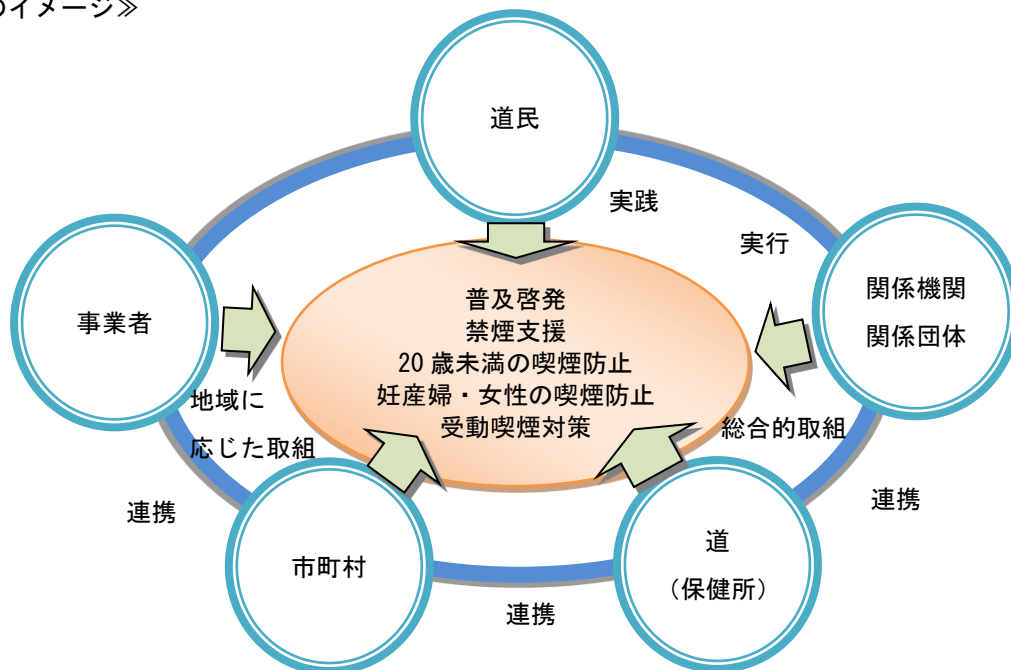 のイメージ≫
道民
実践
実行
関係機関
関係団体
事業者
普及啓発
禁煙支援
20 歳未満の喫煙防止
妊産婦・女性の喫煙防止
受動喫煙対策
地域に
応じた取組
総合的取組
連携
連携
市町村
道
（保健所）
連携